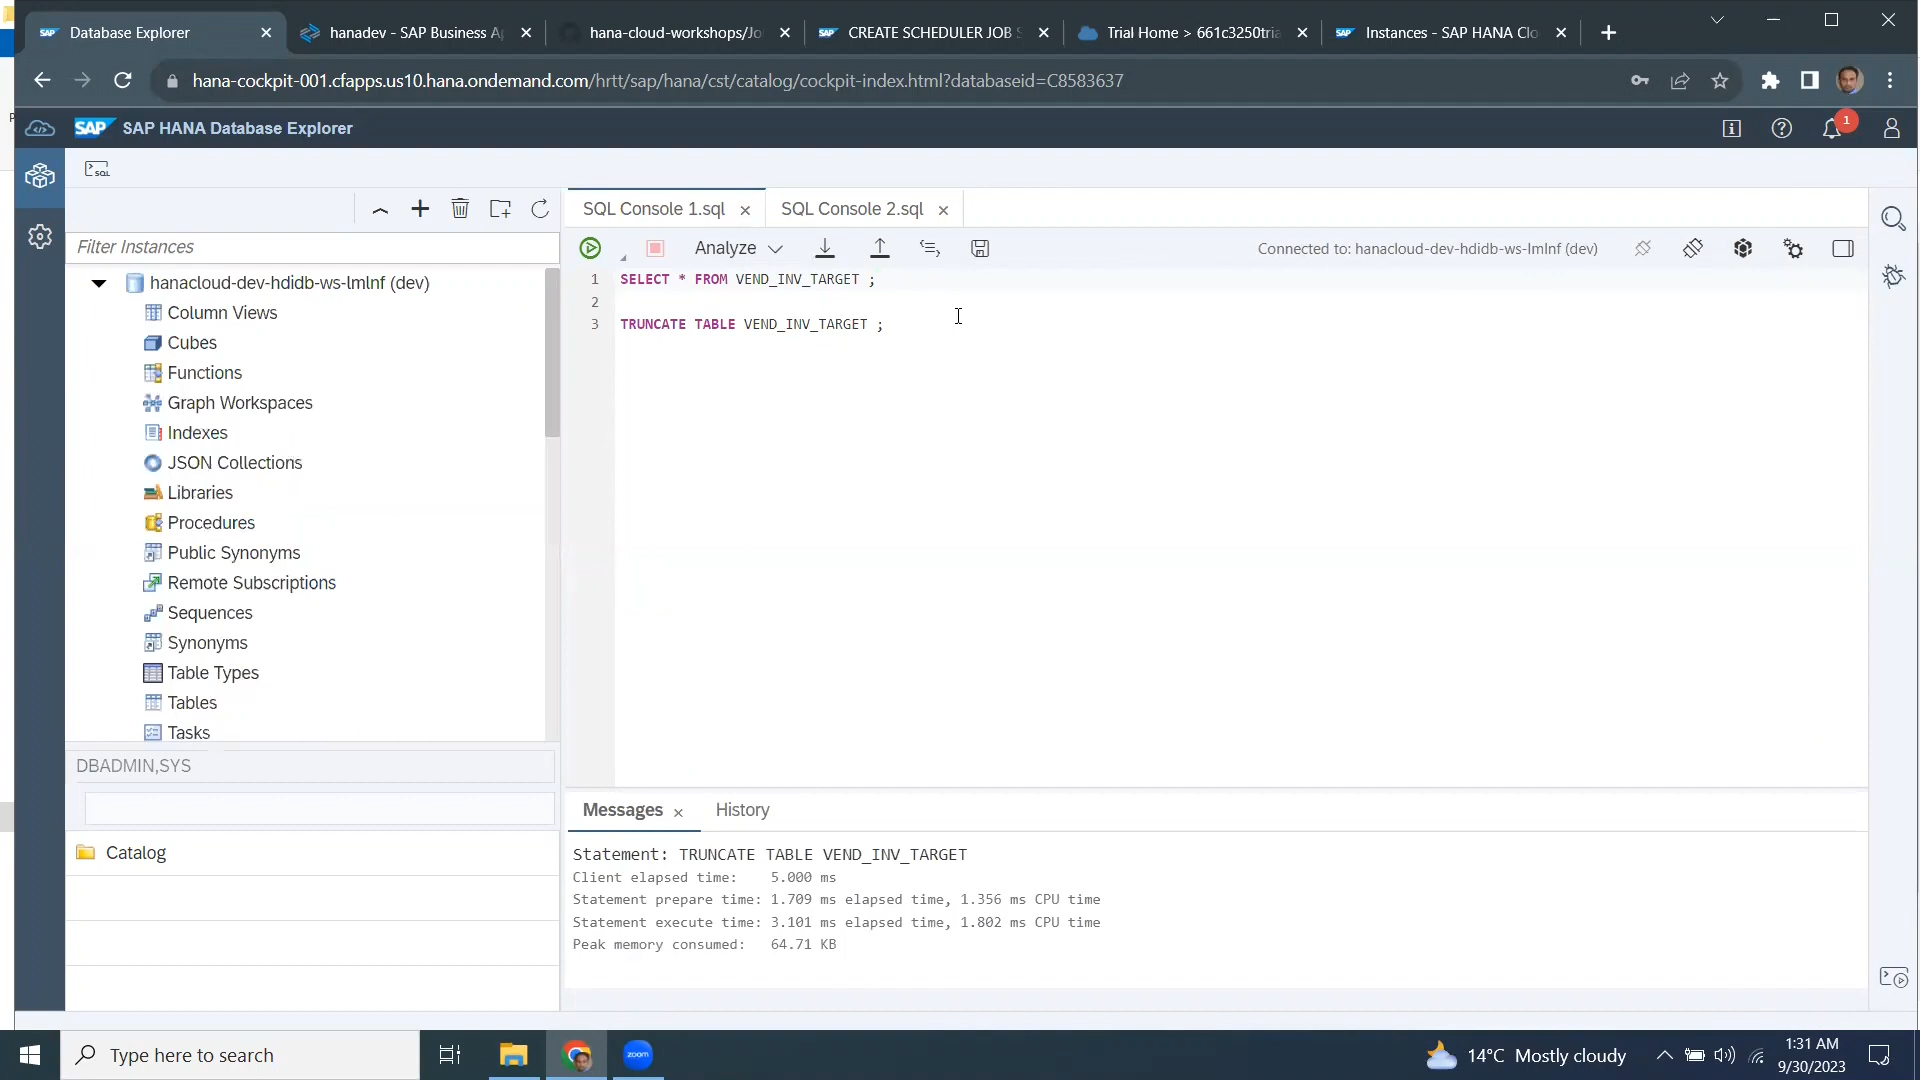 SAP Database Explorer
hanadev - SAP Business Ap
hana-cloud-workshops/Jo
SAP CREATE SCHEDULER JOB S
Trial Home > 661c3250tria
SAP Instances - SAP HANA Clo
hana-cockpit-001.cfapps.us10.hana.ondemand.com/hrtt/sap/hana/cst/catalog/cockpit-index.html?databaseid=C8583637
SAP SAP HANA Database Explorer
1
SQL
Filter Instances
hanacloud-dev-hdidb-ws-lmlnf (dev)
Column Views
Cubes
Functions
Graph Workspaces
Indexes
JSON Collections
Libraries
Procedures
Public Synonyms
Remote Subscriptions
Sequences
Synonyms
Table Types
Tables
Tasks
DBADMIN,SYS
Catalog
SQL Console 1.sql
SQL Console 2.sql
Analyze
Connected to: hanacloud-dev-hdidb-ws-lmlnf (dev)
1 SELECT * FROM VEND_INV_TARGET ;
2
3 TRUNCATE TABLE VEND_INV_TARGET ;
Messages
History
Statement: TRUNCATE TABLE VEND_INV_TARGET
Client elapsed time: 5.000 ms
Statement prepare time: 1.709 ms elapsed time, 1.356 ms CPU time
Statement execute time: 3.101 ms elapsed time, 1.802 ms CPU time
Peak memory consumed: 64.71 KB
Type here to search
zoom
14°C Mostly cloudy
1:31 AM
9/30/2023